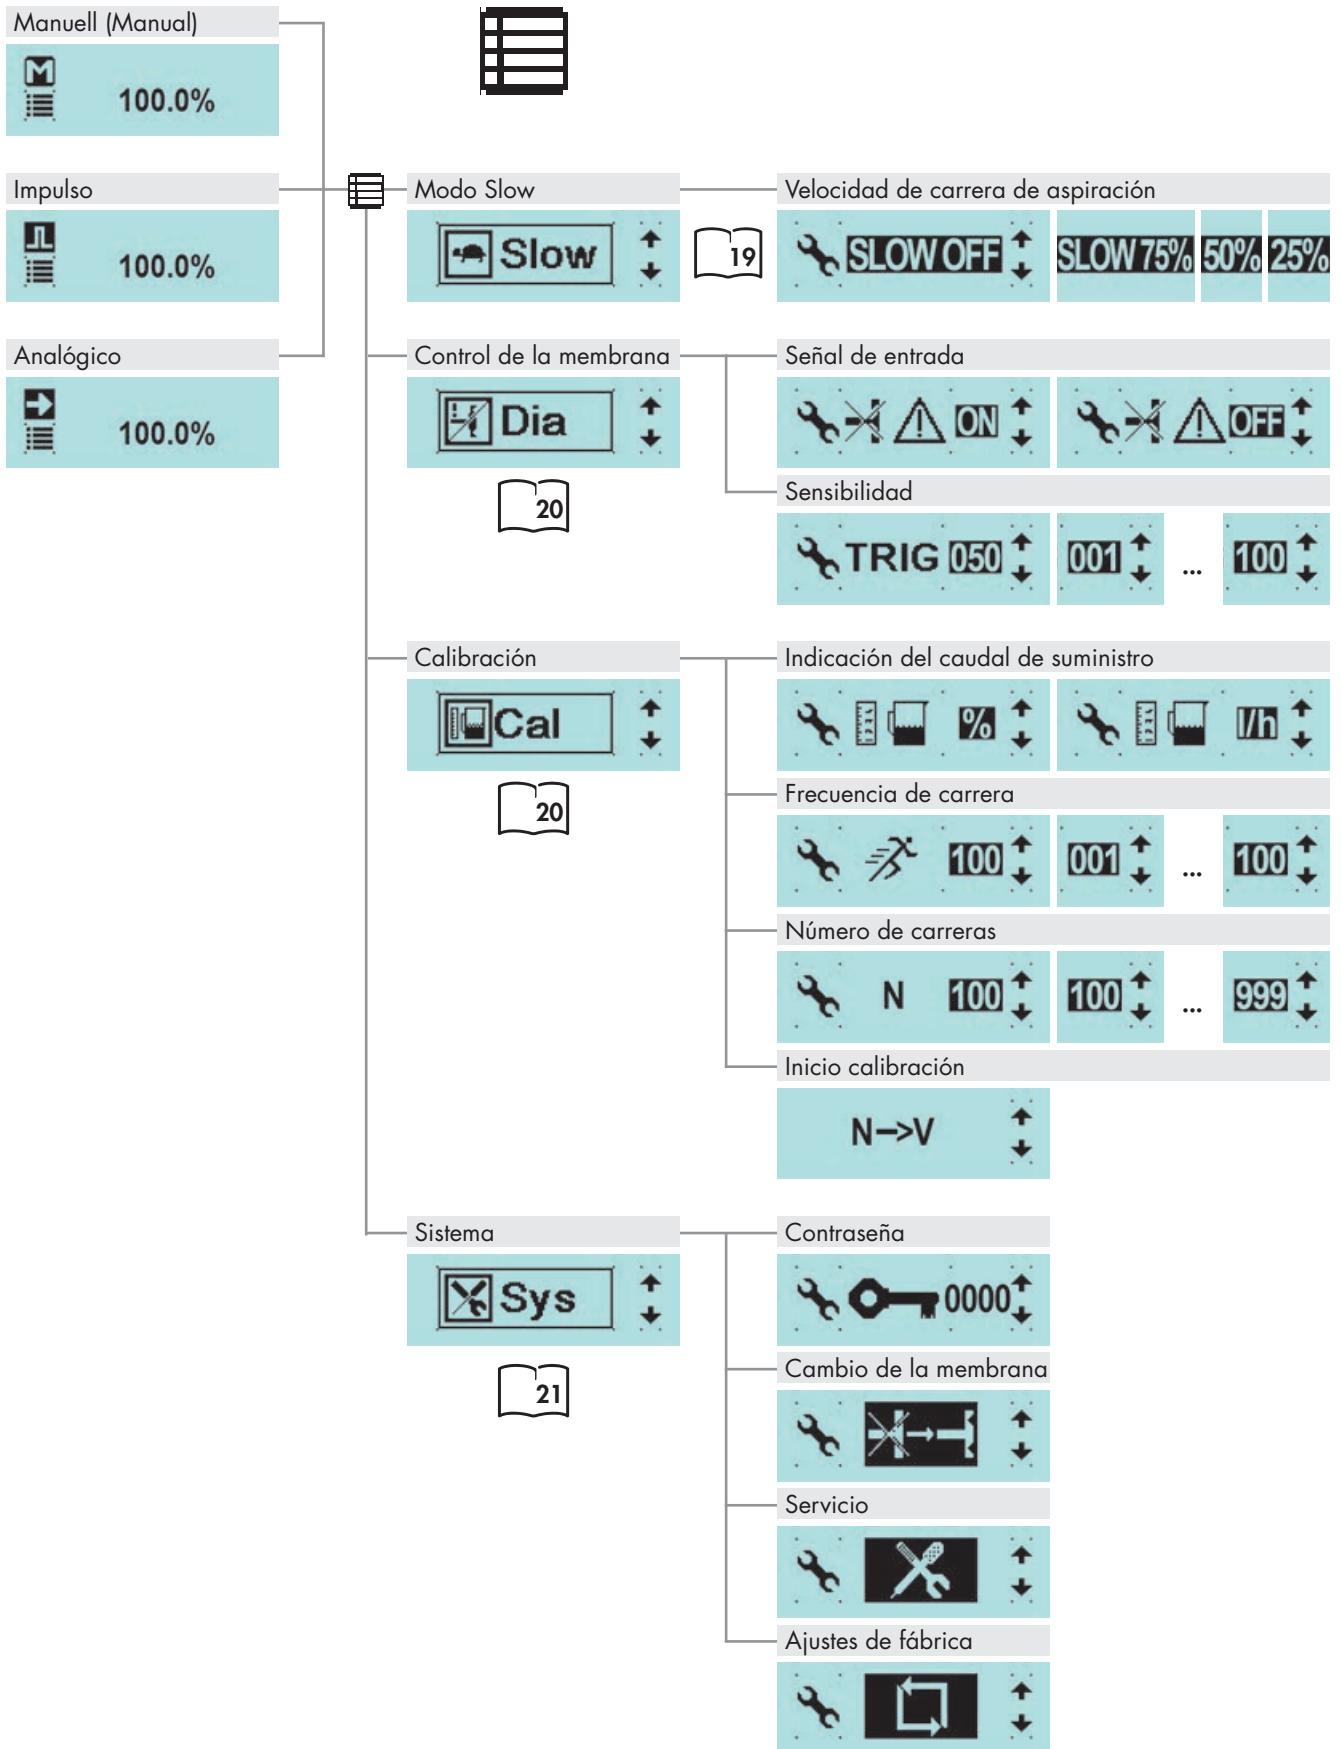 Manuell (Manual)
M
100.0%
Impulso
100.0%
Modo Slow
Slow
19
Velocidad de carrera de aspiración
SLOW OFF
SLOW 75%
50%
25%
Analógico
100.0%
Control de la membrana
Dia
20
Señal de entrada
ON
OFF
Sensibilidad
TRIG 050
001
...
100
Calibración
Cal
20
Indicación del caudal de suministro
%
l/h
Frecuencia de carrera
100
001
...
100
Número de carreras
N 100
100
...
999
Inicio calibración
N–>V
Sistema
Sys
21
Contraseña
0000
Cambio de la membrana
Servicio
Ajustes de fábrica